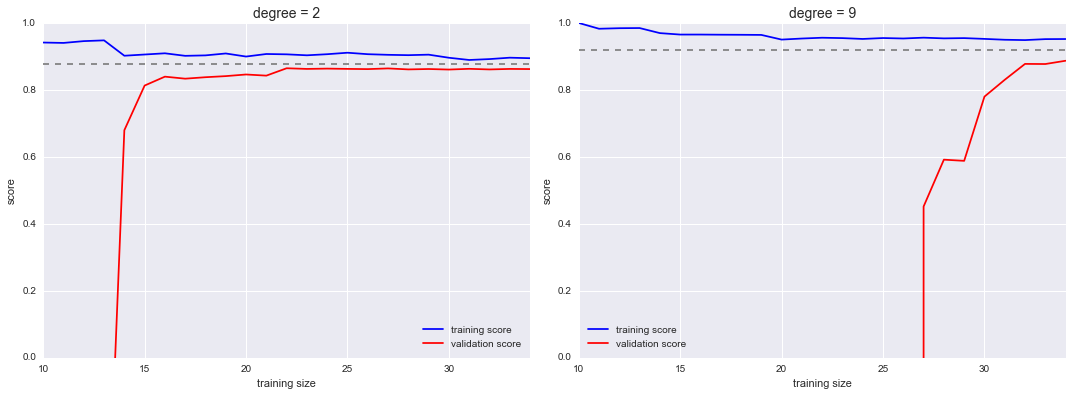 degree = 2
1.0
0.8
0.6
0.4
0.2
0.0
score
10
15
20
25
30
training size
training score
validation score
degree = 9
1.0
0.8
0.6
0.4
0.2
0.0
score
10
15
20
25
30
training size
training score
validation score